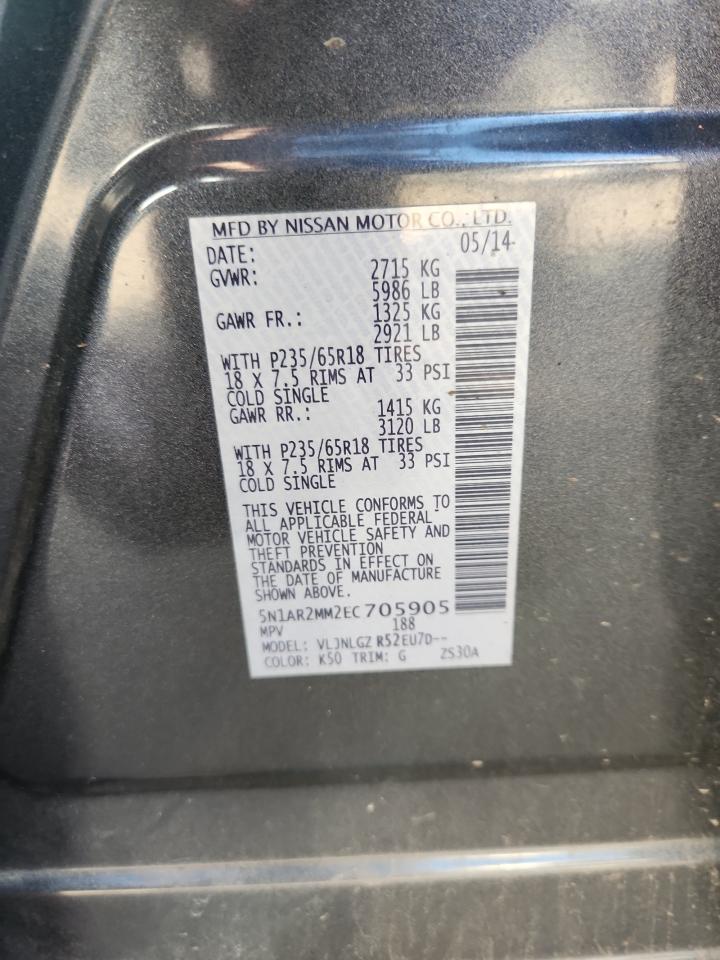 MFD BY NISSAN MOTOR CO., LTD.
DATE: 05/14
GVWR: 2715 KG
5986 LB
GAWR FR.: 1325 KG
2921 LB
WITH P235/65R18 TIRES
18 X 7.5 RIMS AT 33 PSI
COLD SINGLE
GAWR RR.: 1415 KG
3120 LB
WITH P235/65R18 TIRES
18 X 7.5 RIMS AT 33 PSI
COLD SINGLE
THIS VEHICLE CONFORMS TO
ALL APPLICABLE FEDERAL
MOTOR VEHICLE SAFETY AND
THEFT PREVENTION
STANDARDS IN EFFECT ON
THE DATE OF MANUFACTURE
SHOWN ABOVE.
5N1AR2MM2EC705905
MPV 188
MODEL: VLJNLGZ R52EU7D--
COLOR: K50 TRIM: G ZS30A